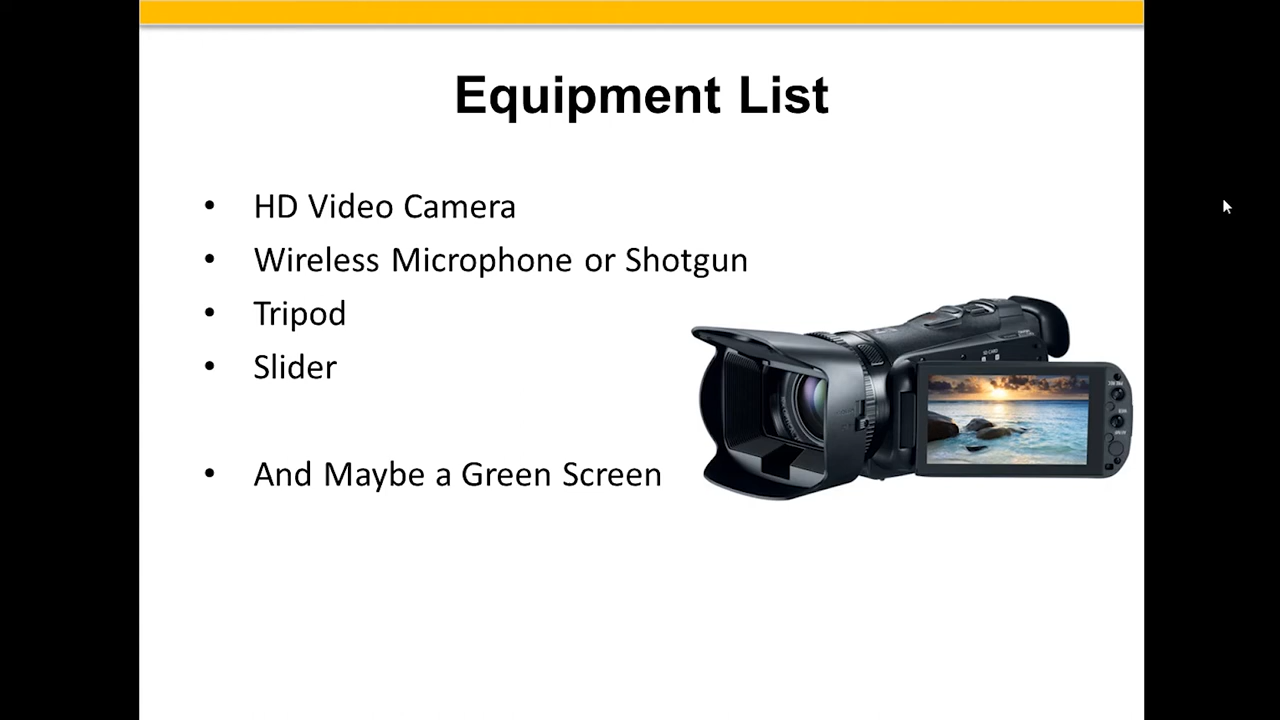 Equipment List
• HD Video Camera
• Wireless Microphone or Shotgun
• Tripod
• Slider
• And Maybe a Green Screen